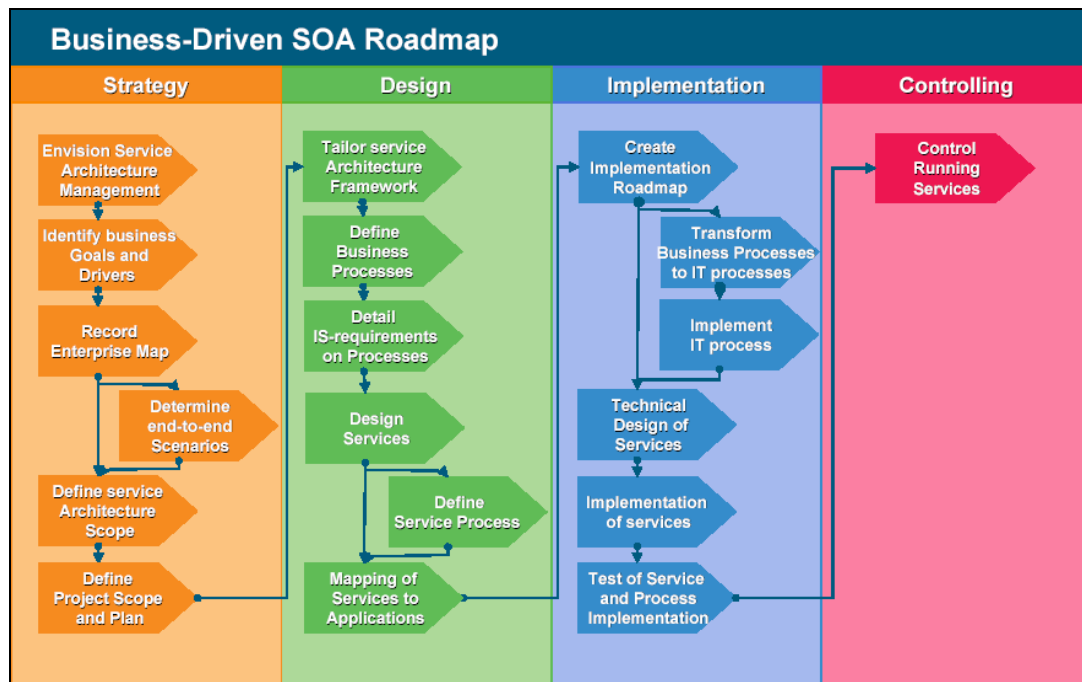 Business-Driven SOA Roadmap
Strategy
Envision Service
Architecture
Management
Identify business
Goals and
Drivers
Record
Enterprise Map
Determine
end-to-end
Scenarios
Define service
Architecture
Scope
Define
Project Scope
and Plan
Design
Tailor service
Architecture
Framework
Define
Business
Processes
Detail
IS-requirements
on Processes
Design
Services
Define
Service Process
Mapping of
Services to
Applications
Implementation
Create
Implementation
Roadmap
Transform
Business Processes
to IT processes
Implement
IT process
Technical
Design of
Services
Implementation
of services
Test of Service
and Process
Implementation
Controlling
Control
Running
Services